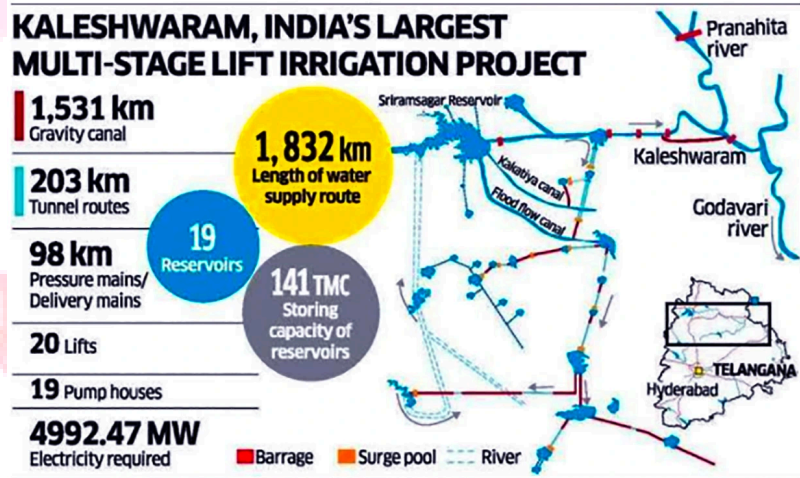 KALESHWARAM, INDIA'S LARGEST
MULTI-STAGE LIFT IRRIGATION PROJECT
1,531 km
Gravity canal
203 km
Tunnel routes
98 km
Pressure mains/
Delivery mains
20 Lifts
19 Pump houses
4992.47 MW
Electricity required
1,832 km
Length of water
supply route
19
Reservoirs
141 TMC
Storing
capacity of
reservoirs
Sriramsagar Reservoir
Kakatiya canal
Flood flow canal
Pranahita
river
Kaleshwaram
Godavari
river
TELANGANA
Hyderabad
Barrage
Surge pool
River